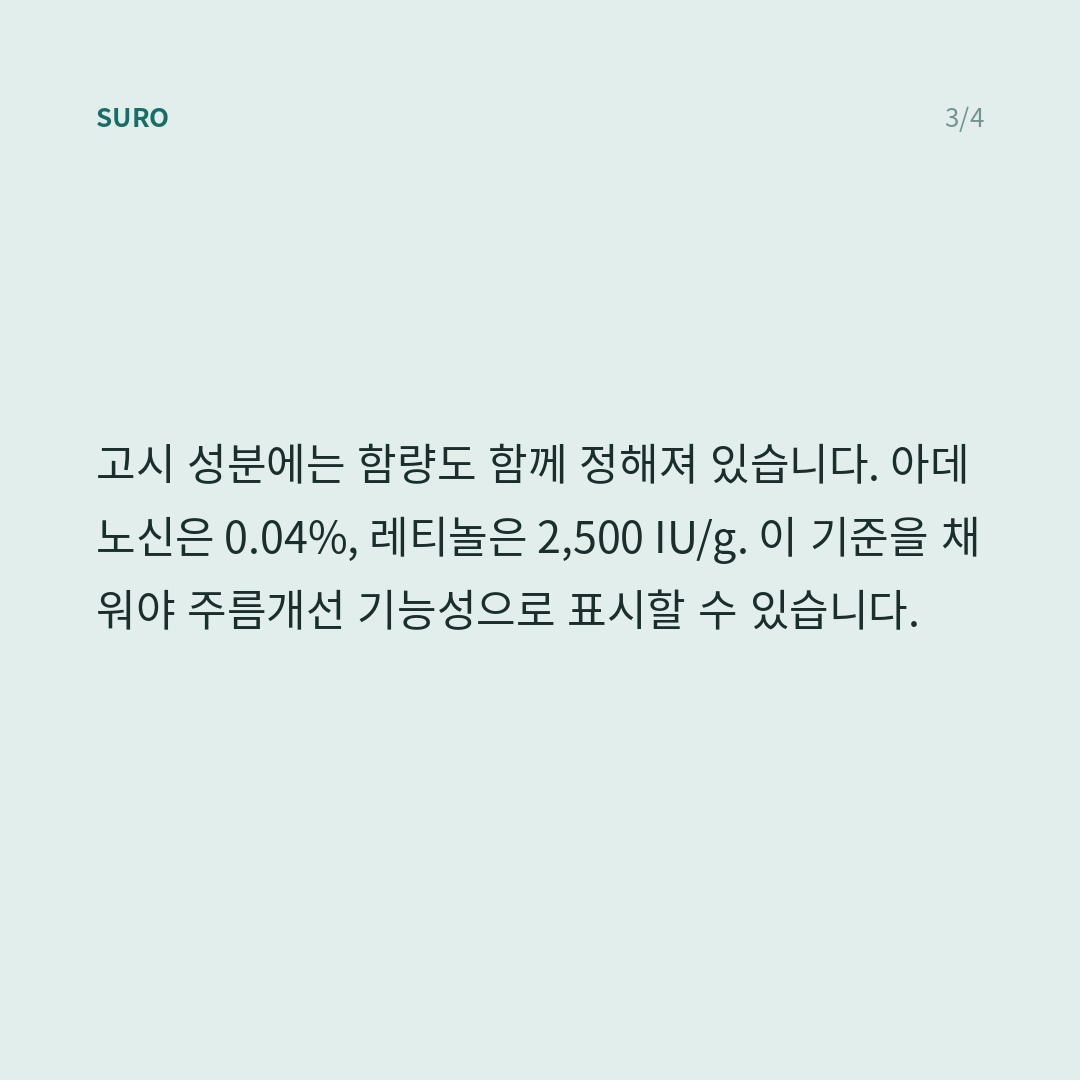 SURO
3/4
고시 성분에는 함량도 함께 정해져 있습니다. 아데
노신은 0.04%, 레티놀은 2,500 IU/g. 이 기준을 채
워야 주름개선 기능성으로 표시할 수 있습니다.